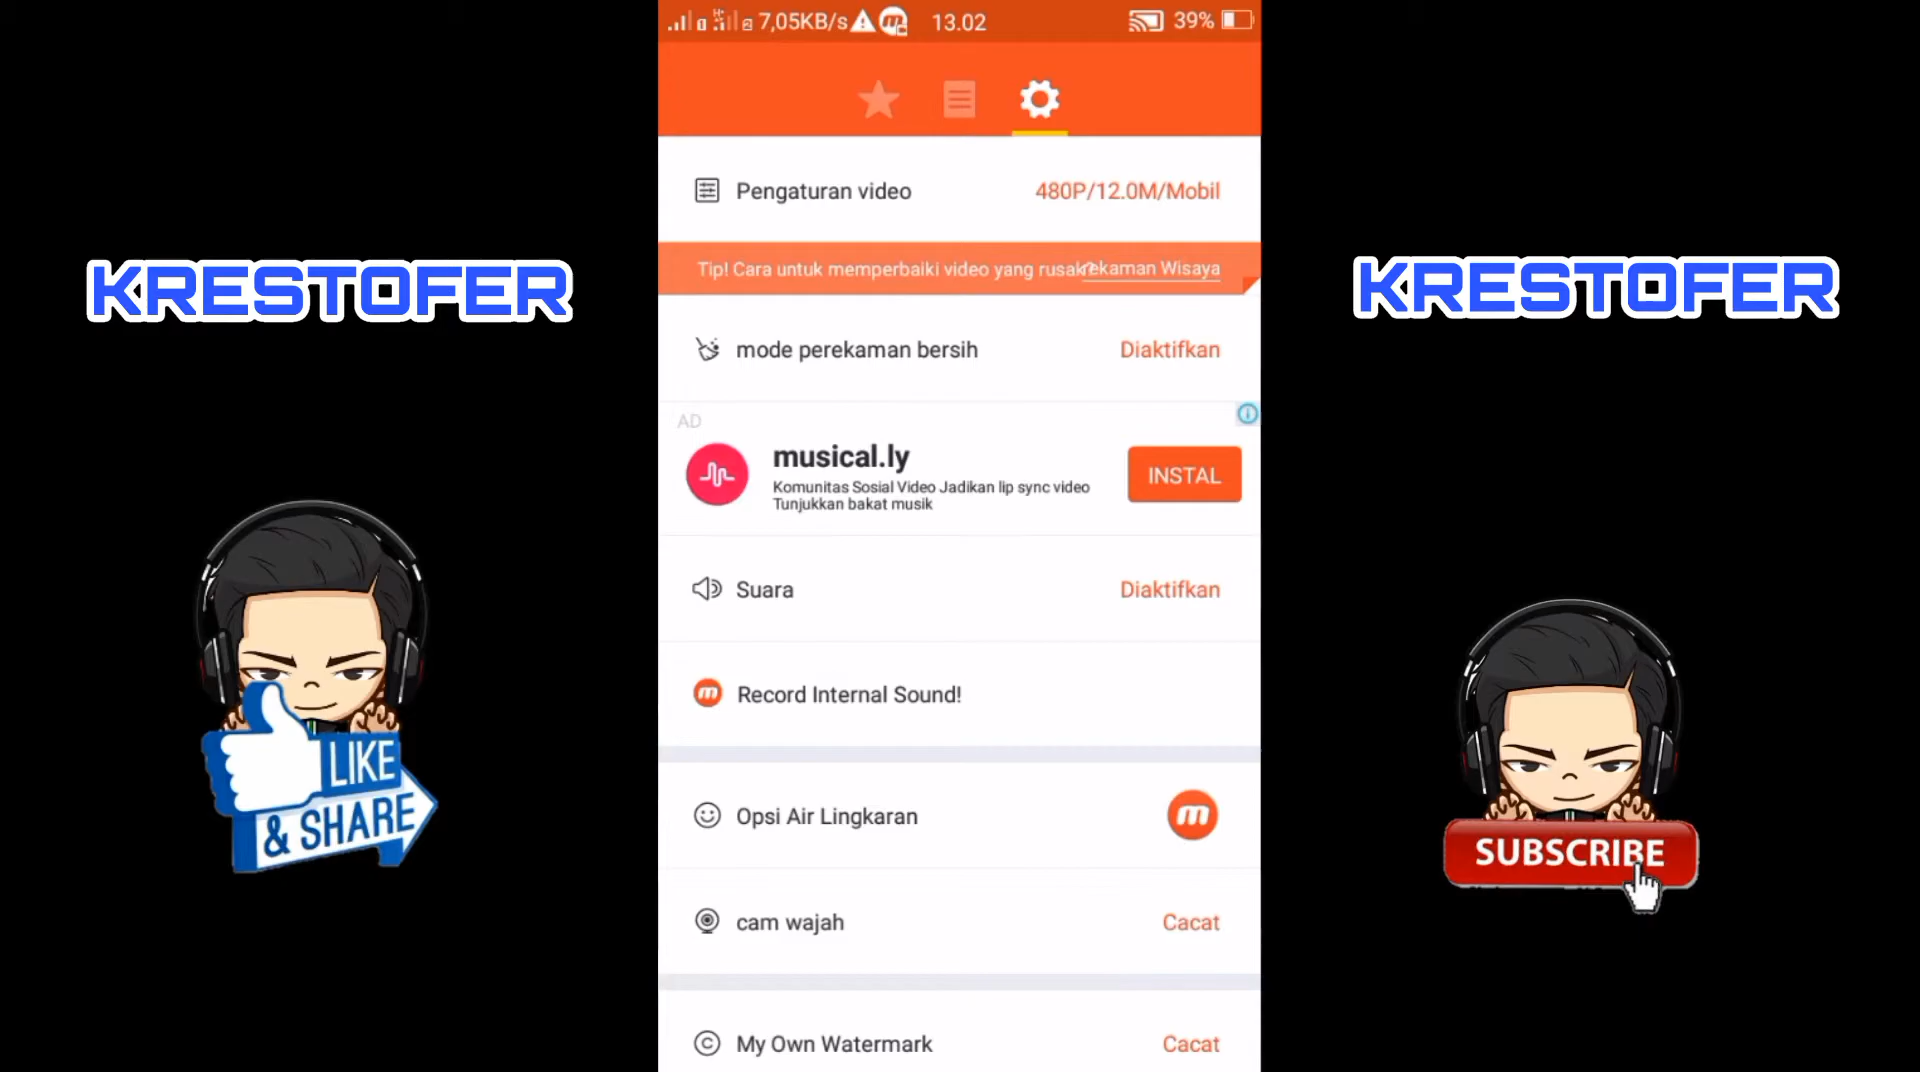 7,05KB/s
13.02
39%
Pengaturan video
480P/12.0M/Mobil
Tip! Cara untuk memperbaiki video yang rusak?
Rekaman Wisaya
mode perekaman bersih
Diaktifkan
AD
musical.ly
Komunitas Sosial Video Jadikan lip sync video
Tunjukkan bakat musik
INSTAL
Suara
Diaktifkan
Record Internal Sound!
Opsi Air Lingkaran
cam wajah
Cacat
My Own Watermark
Cacat
KRESTOFER
KRESTOFER
LIKE
& SHARE
SUBSCRIBE